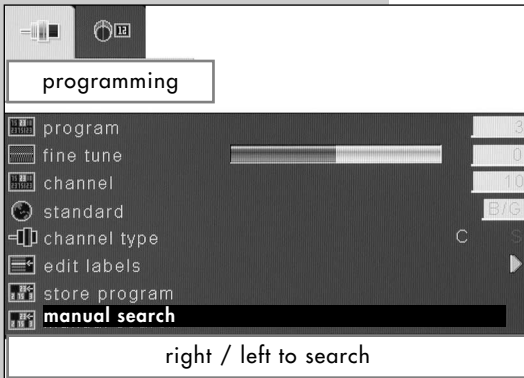 12
programming
program 3
fine tune 0
channel 10
standard B/G
channel type C S
edit labels
store program
manual search
right / left to search